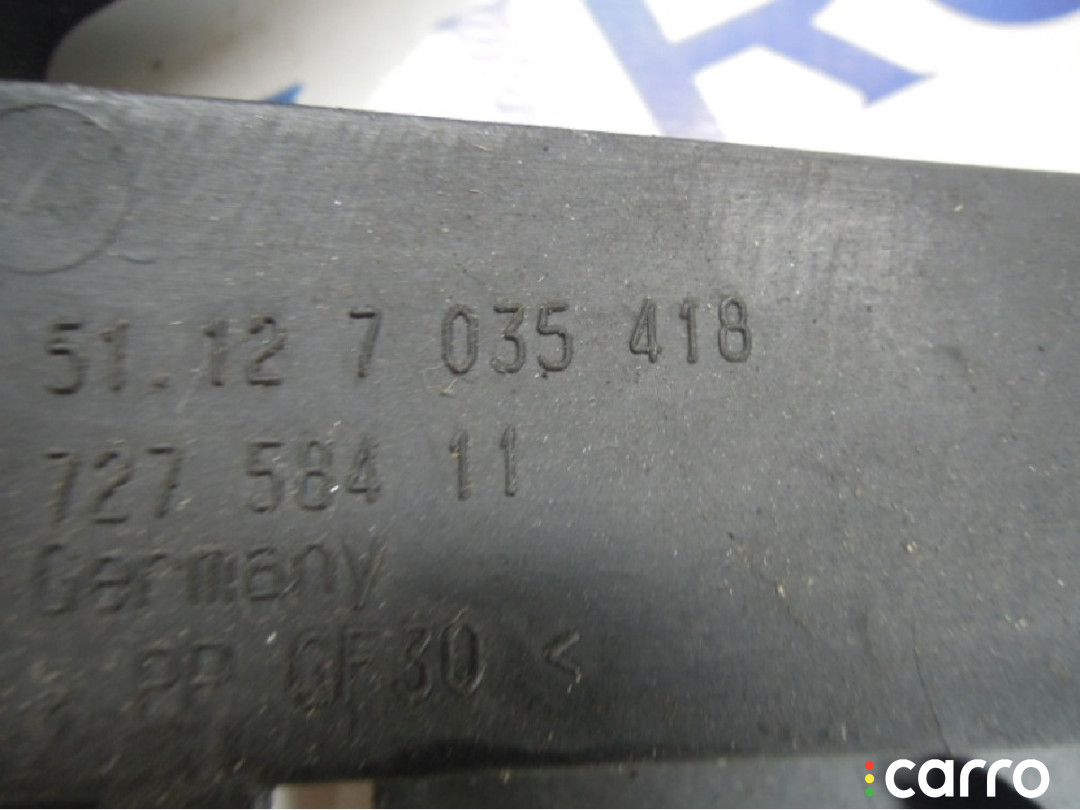 51.12 7 035 418
727 584 11
Germany
> PP GF30 <
carro